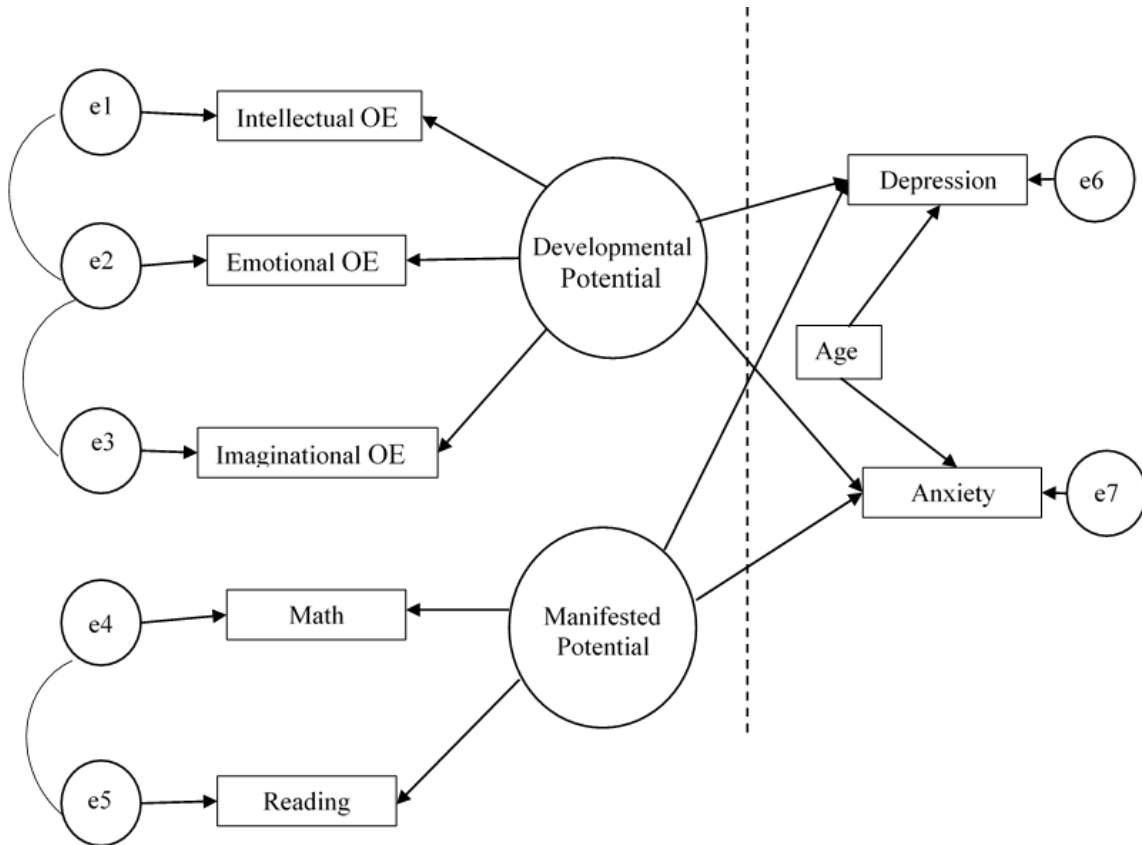 e1
Intellectual OE
e2
Emotional OE
e3
Imaginational OE
e4
Math
e5
Reading
Developmental
Potential
Manifested
Potential
Depression
e6
Age
Anxiety
e7